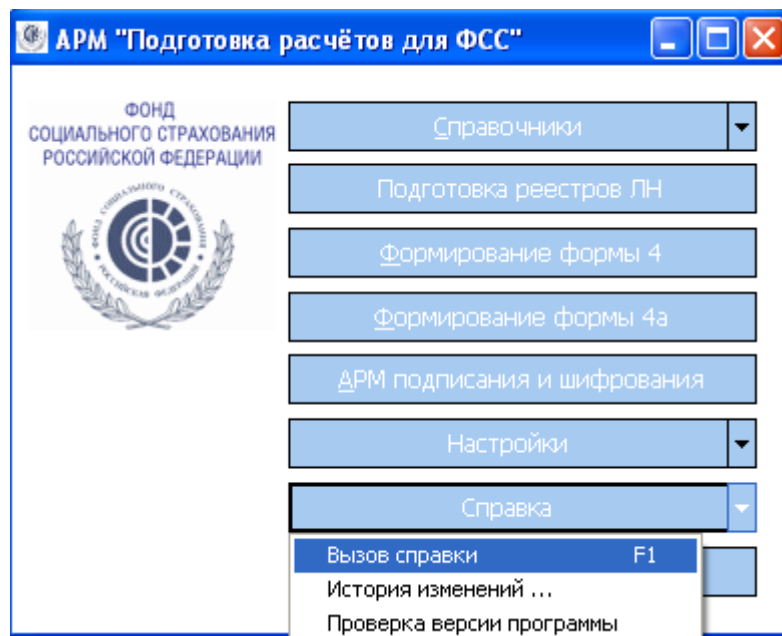 АРМ "Подготовка расчётов для ФСС"
ФОНД
СОЦИАЛЬНОГО СТРАХОВАНИЯ
РОССИЙСКОЙ ФЕДЕРАЦИИ
Справочники
Подготовка реестров ЛН
Формирование формы 4
Формирование формы 4а
АРМ подписания и шифрования
Настройки
Справка
Вызов справки F1
История изменений ...
Проверка версии программы